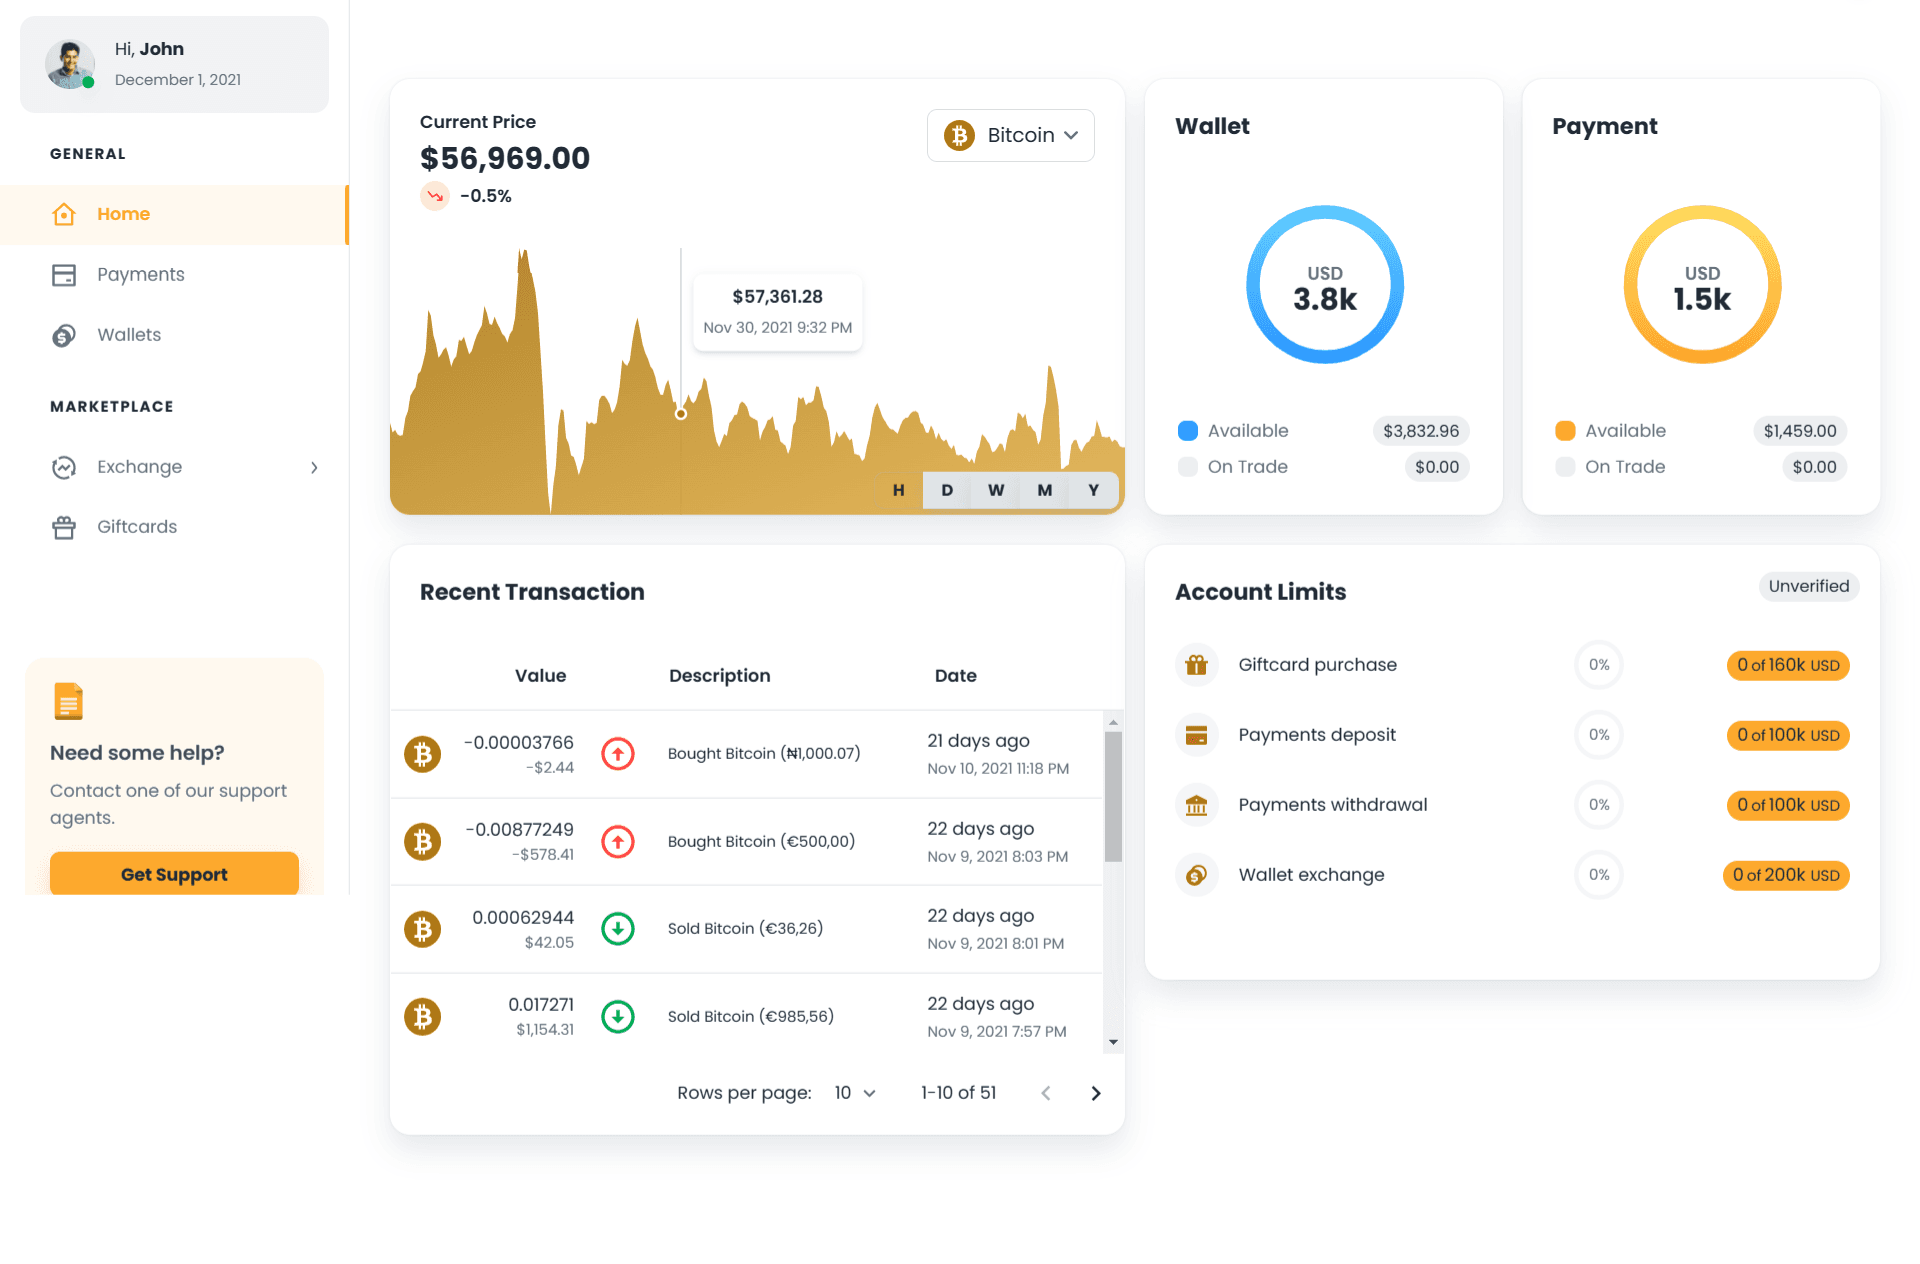 Hi, John
December 1, 2021
GENERAL
Home
Payments
Wallets
MARKETPLACE
Exchange
Giftcards
Need some help?
Contact one of our support
agents.
Get Support
Current Price
$56,969.00
-0.5%
Bitcoin
$57,361.28
Nov 30, 2021 9:32 PM
H D W M Y
Wallet
USD
3.8k
Available $3,832.96
On Trade $0.00
Payment
USD
1.5k
Available $1,459.00
On Trade $0.00
Recent Transaction
Value Description Date
-0.00003766
-$2.44
Bought Bitcoin (₦1,000.07)
21 days ago
Nov 10, 2021 11:18 PM
-0.00877249
-$578.41
Bought Bitcoin (€500,00)
22 days ago
Nov 9, 2021 8:03 PM
0.00062944
$42.05
Sold Bitcoin (€36,26)
22 days ago
Nov 9, 2021 8:01 PM
0.017271
$1,154.31
Sold Bitcoin (€985,56)
22 days ago
Nov 9, 2021 7:57 PM
Rows per page: 10 1-10 of 51
Account Limits
Unverified
Giftcard purchase 0% 0 of 160k USD
Payments deposit 0% 0 of 100k USD
Payments withdrawal 0% 0 of 100k USD
Wallet exchange 0% 0 of 200k USD